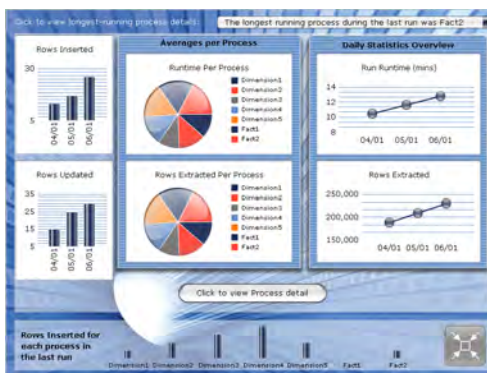 Click to view longest-running process details:
The longest running process during the last run was Fact2
Rows Inserted
30
5
04/01
05/01
06/01
Rows Updated
35
25
15
5
04/01
05/01
06/01
Averages per Process
Runtime Per Process
Dimension1
Dimension2
Dimension3
Dimension4
Dimension5
Fact1
Fact2
Rows Extracted Per Process
Dimension1
Dimension2
Dimension3
Dimension4
Dimension5
Fact1
Fact2
Daily Statistics Overview
Run Runtime (mins)
14
12
10
8
04/01 05/01 06/01
Rows Extracted
250,000
200,000
150,000
04/01 05/01 06/01
Click to view Process detail
Rows Inserted for
each process in
the last run
Dimension1 Dimension2 Dimension3 Dimension4 Dimension5 Fact1 Fact2